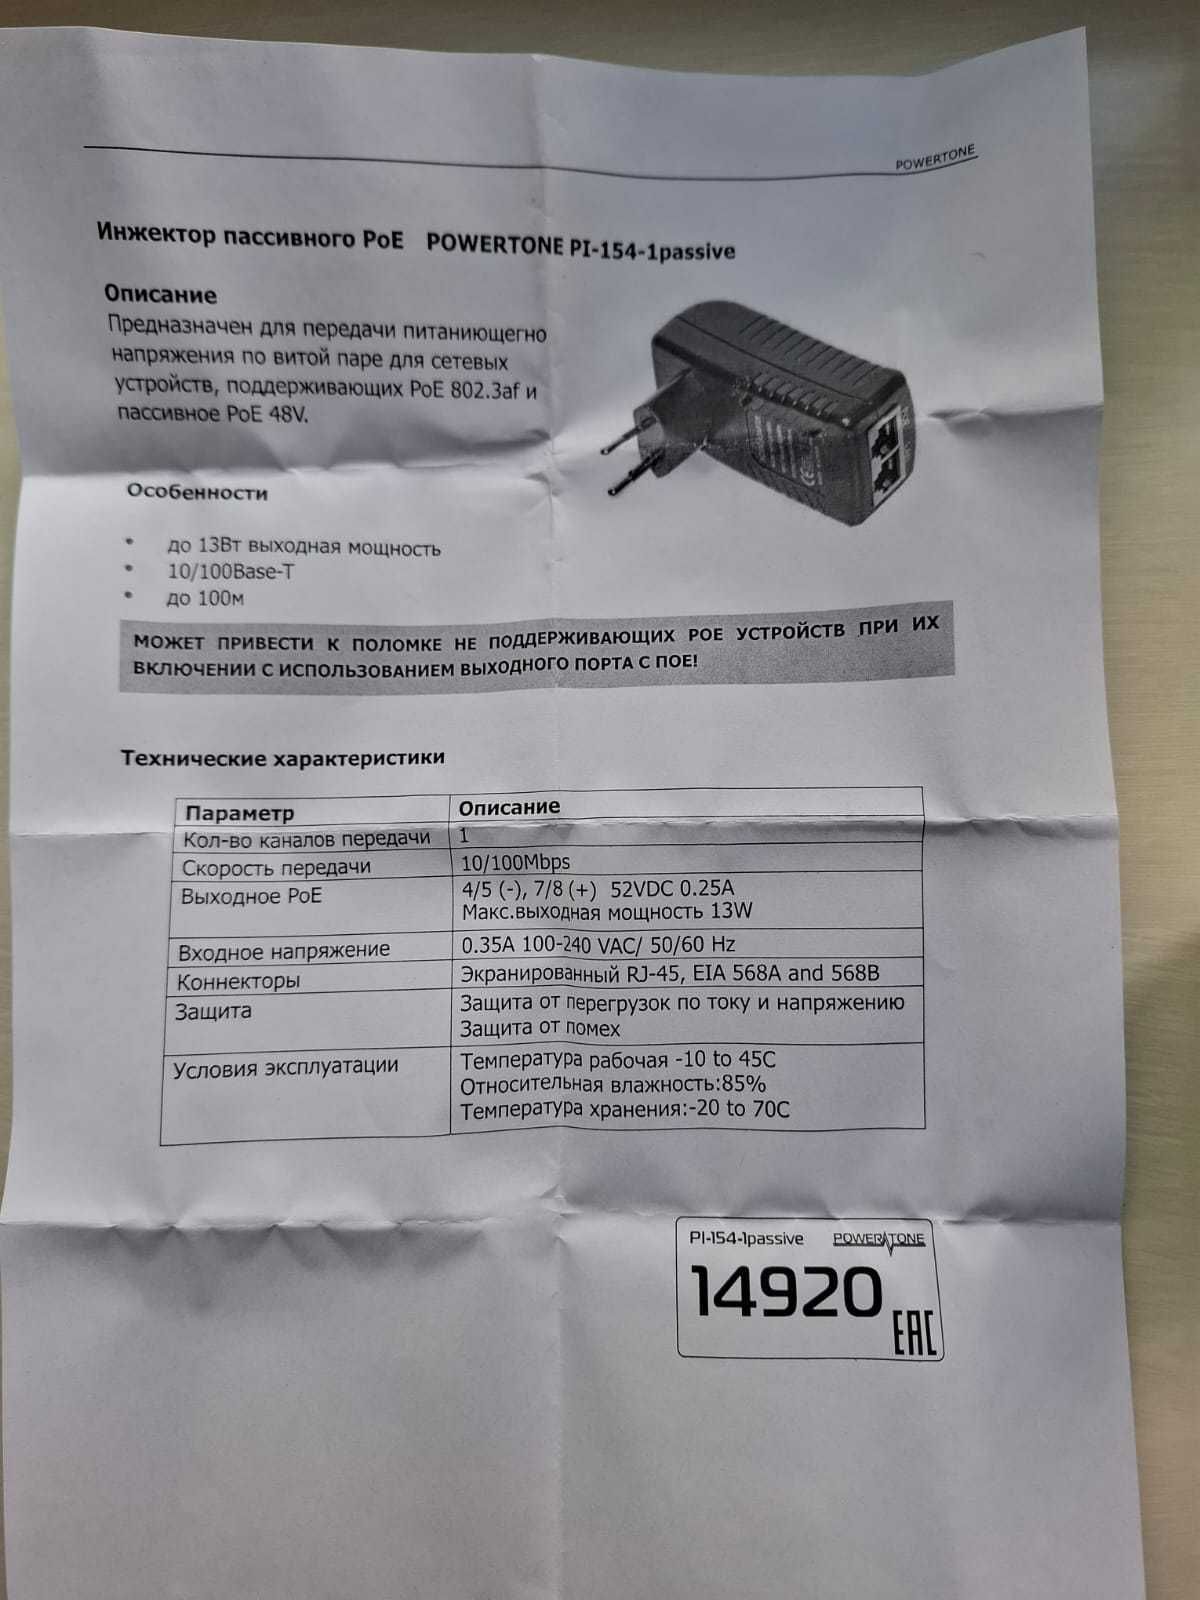 POWERTONE
Инжектор пассивного PoE POWERTONE PI-154-1passive
Описание
Предназначен для передачи питаниющегно
напряжения по витой паре для сетевых
устройств, поддерживающих PoE 802.3af и
пассивное PoE 48V.
Особенности
• до 13Вт выходная мощность
• 10/100Base-T
• до 100м
МОЖЕТ ПРИВЕСТИ К ПОЛОМКЕ НЕ ПОДДЕРЖИВАЮЩИХ POE УСТРОЙСТВ ПРИ ИХ
ВКЛЮЧЕНИИ С ИСПОЛЬЗОВАНИЕМ ВЫХОДНОГО ПОРТА С ПОЕ!
Технические характеристики
Параметр Описание
Кол-во каналов передачи 1
Скорость передачи 10/100Mbps
Выходное PoE 4/5 (-), 7/8 (+) 52VDC 0.25A
Макс.выходная мощность 13W
Входное напряжение 0.35A 100-240 VAC/ 50/60 Hz
Коннекторы Экранированный RJ-45, EIA 568A and 568B
Защита Защита от перегрузок по току и напряжению
Защита от помех
Условия эксплуатации Температура рабочая -10 to 45C
Относительная влажность:85%
Температура хранения:-20 to 70C
PI-154-1passive POWERTONE
14920
EAC